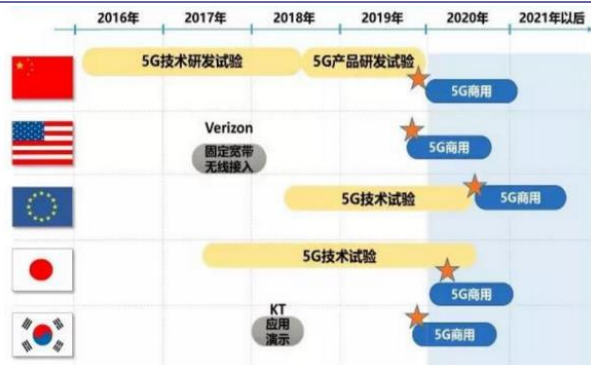 2016年 2017年 2018年 2019年 2020年 2021年以后
5G技术研发试验 5G产品研发试验
5G商用
Verizon
固定宽带
无线接入
5G商用
5G技术试验 5G商用
5G技术试验
5G商用
KT
应用
演示
5G商用